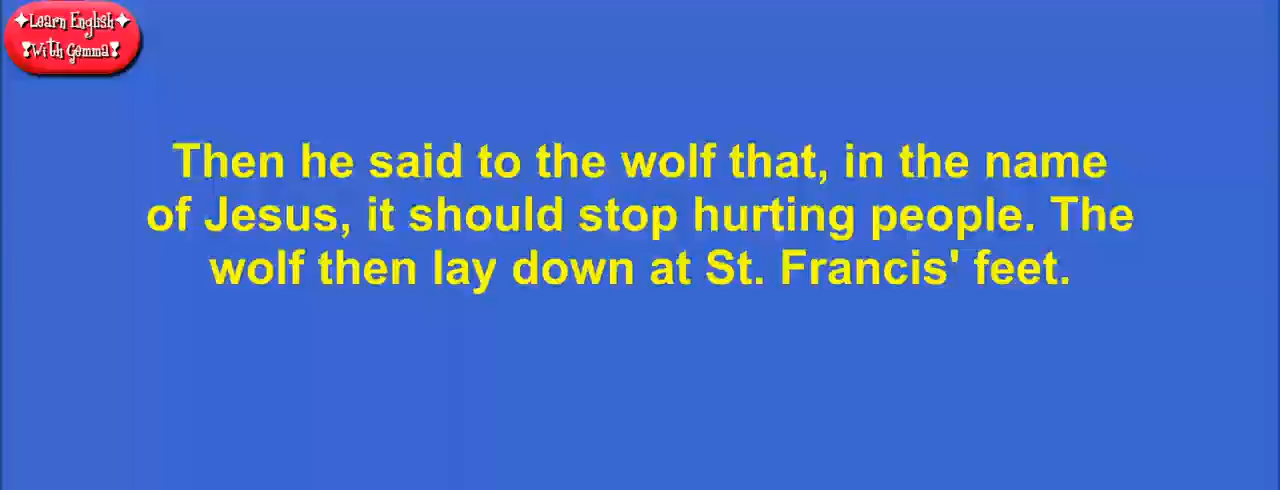 ✦Learn English✦
❢With Gemma❢
Then he said to the wolf that, in the name
of Jesus, it should stop hurting people. The
wolf then lay down at St. Francis' feet.